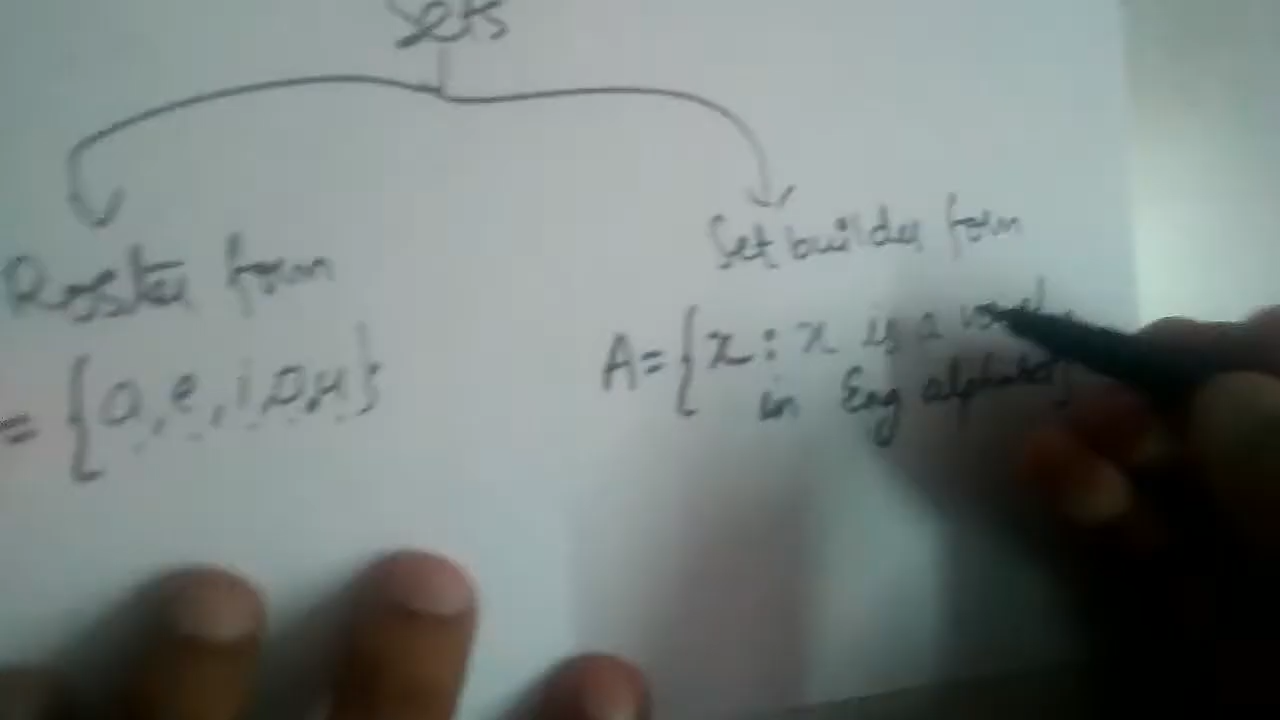 Sets
Roster form
= {a, e, i, o, u}
Set builder form
A = {x : x is a vowel
in Eng alphabet}